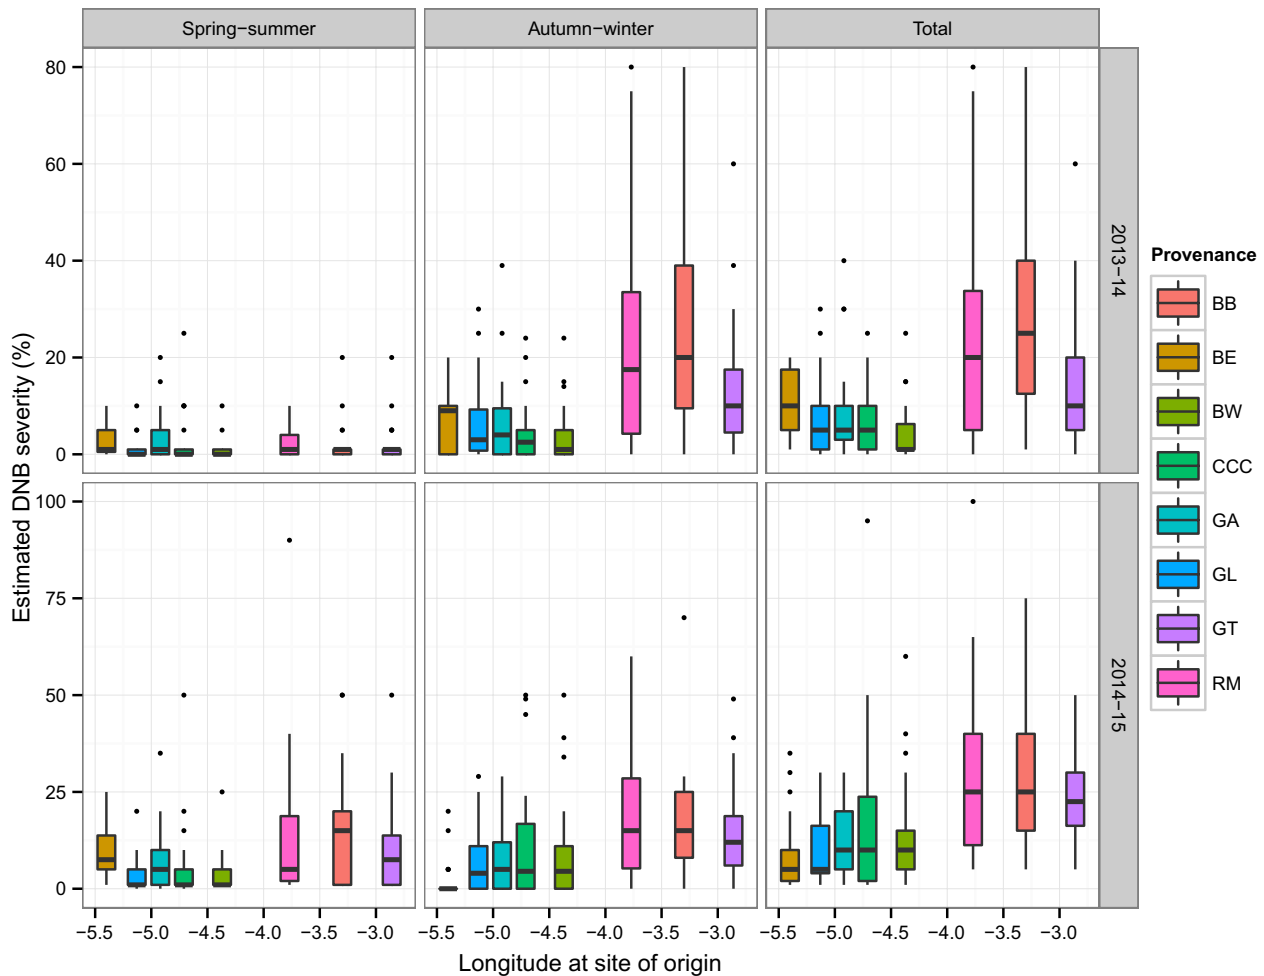 Spring−summer
Autumn−winter
Total
80
60
40
20
0
2013−14
100
75
50
25
0
2014−15
−5.5 −5.0 −4.5 −4.0 −3.5 −3.0
−5.5 −5.0 −4.5 −4.0 −3.5 −3.0
−5.5 −5.0 −4.5 −4.0 −3.5 −3.0
Longitude at site of origin
Estimated DNB severity (%)
Provenance
BB
BE
BW
CCC
GA
GL
GT
RM